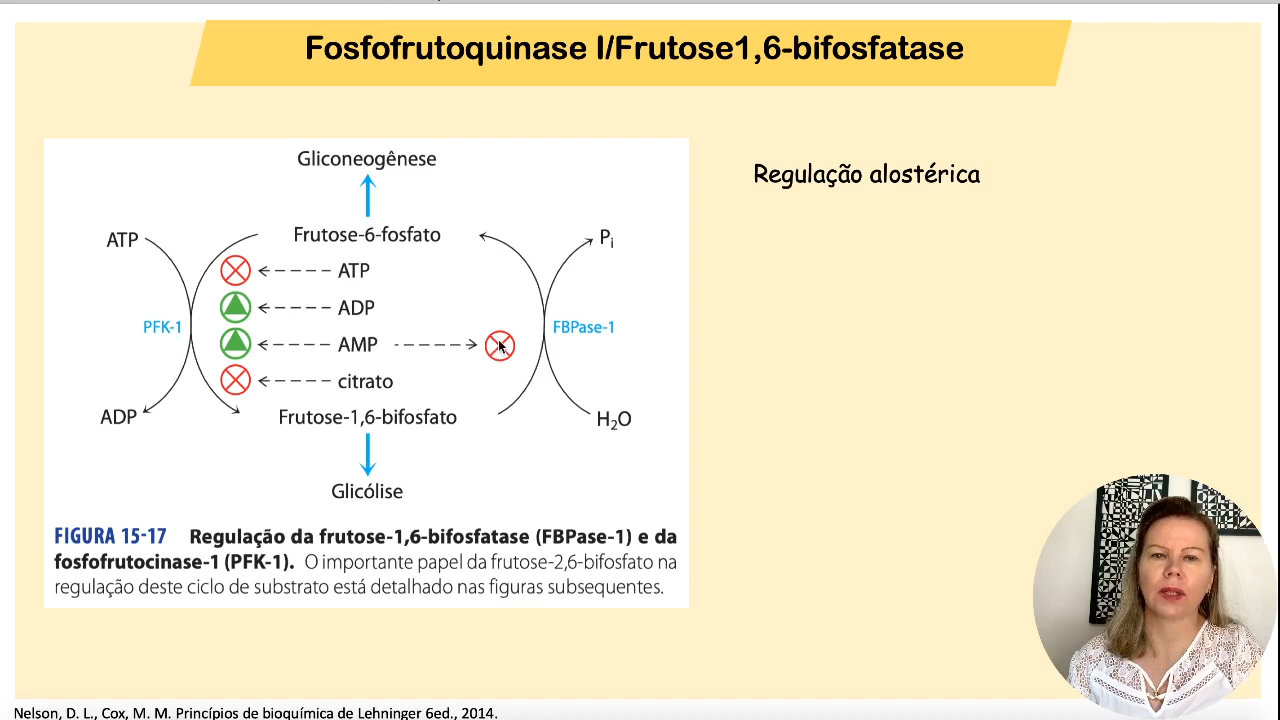 Fosfofrutoquinase I/Frutose1,6-bifosfatase
Gliconeogênese
Regulação alostérica
ATP
Frutose-6-fosfato
Pi
ATP
ADP
PFK-1
FBPase-1
AMP
citrato
ADP
Frutose-1,6-bifosfato
H2O
Glicólise
FIGURA 15-17 Regulação da frutose-1,6-bifosfatase (FBPase-1) e da
fosfofrutocinase-1 (PFK-1). O importante papel da frutose-2,6-bifosfato na
regulação deste ciclo de substrato está detalhado nas figuras subsequentes.
Nelson, D. L., Cox, M. M. Princípios de bioquímica de Lehninger 6ed., 2014.